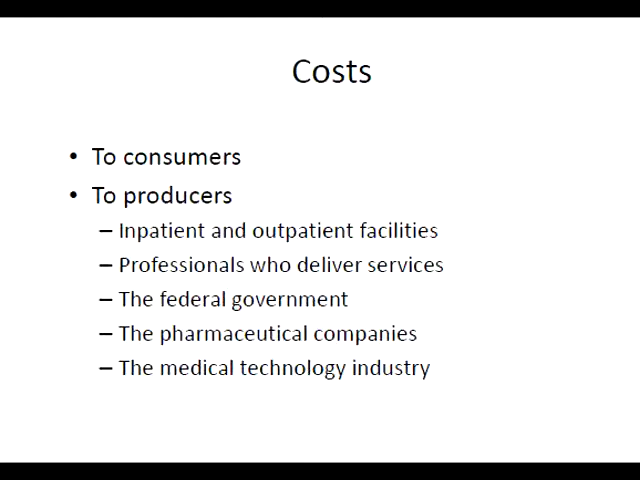 Costs
• To consumers
• To producers
– Inpatient and outpatient facilities
– Professionals who deliver services
– The federal government
– The pharmaceutical companies
– The medical technology industry